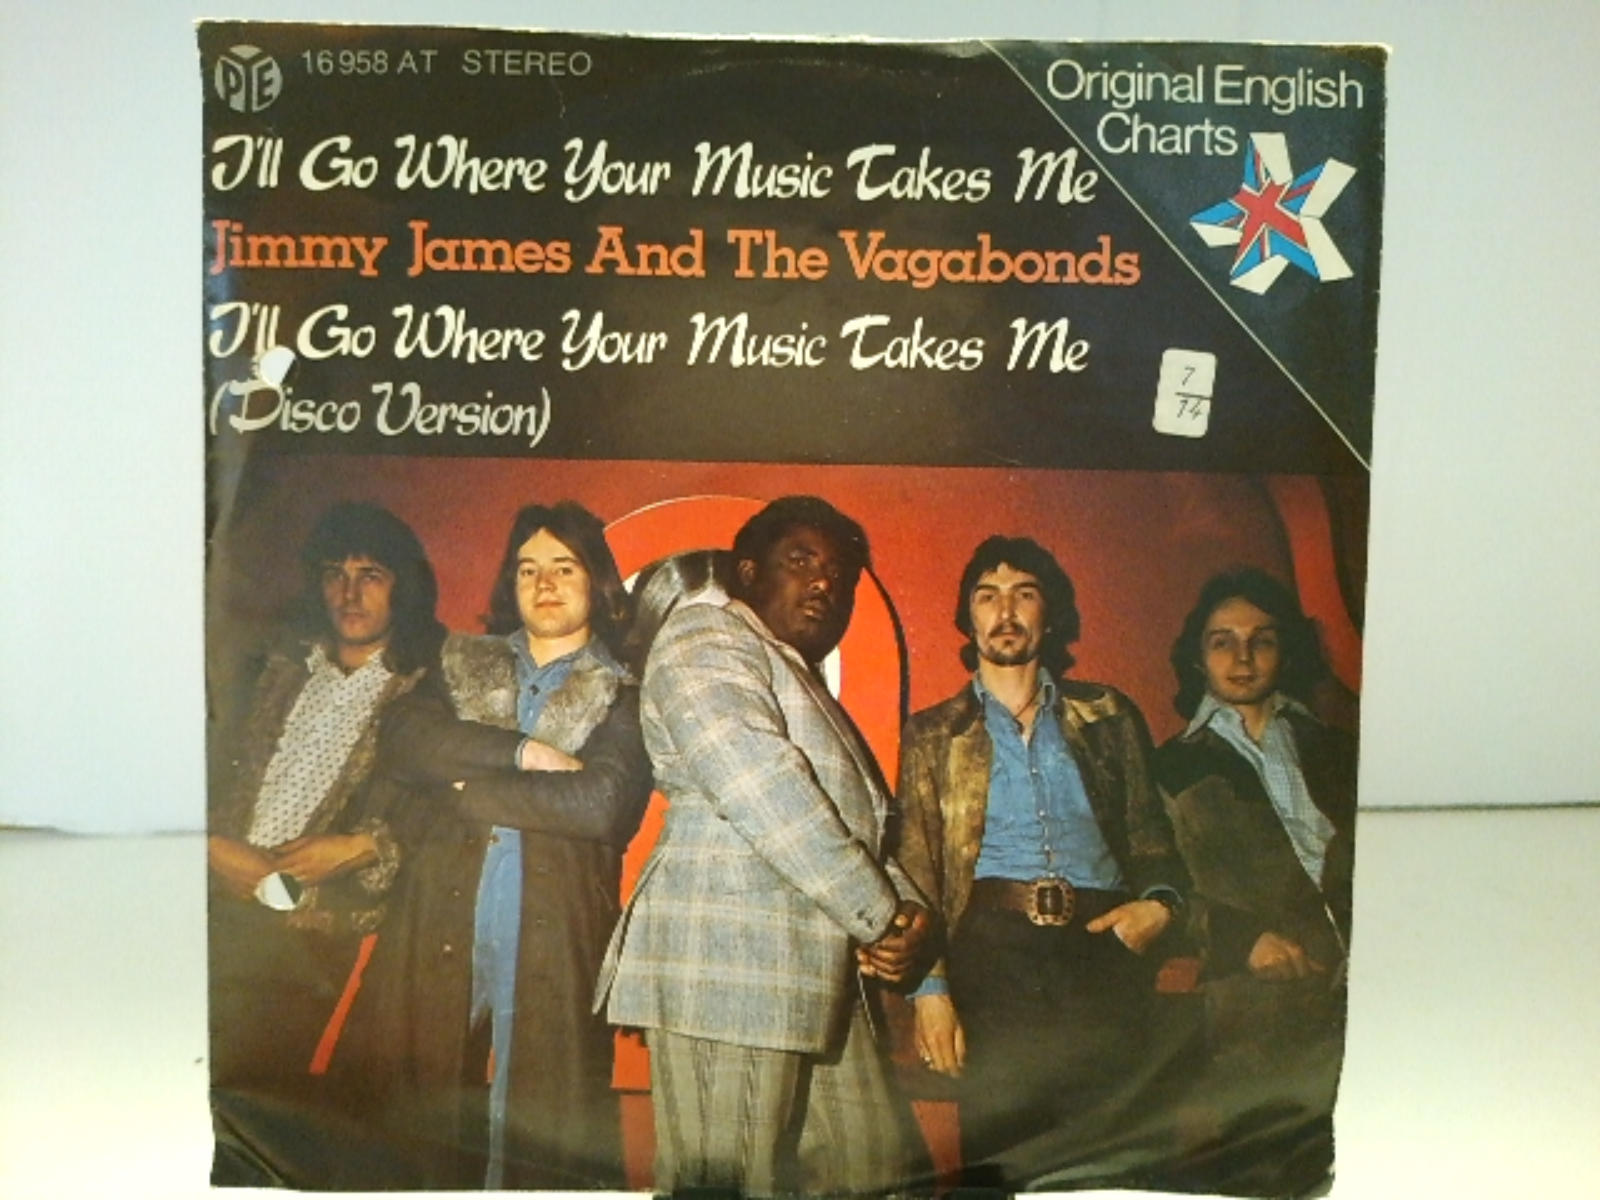 PYE 16 958 AT STEREO
Original English
Charts
I'll Go Where Your Music Takes Me
Jimmy James And The Vagabonds
I'll Go Where Your Music Takes Me
(Disco Version)
7
14